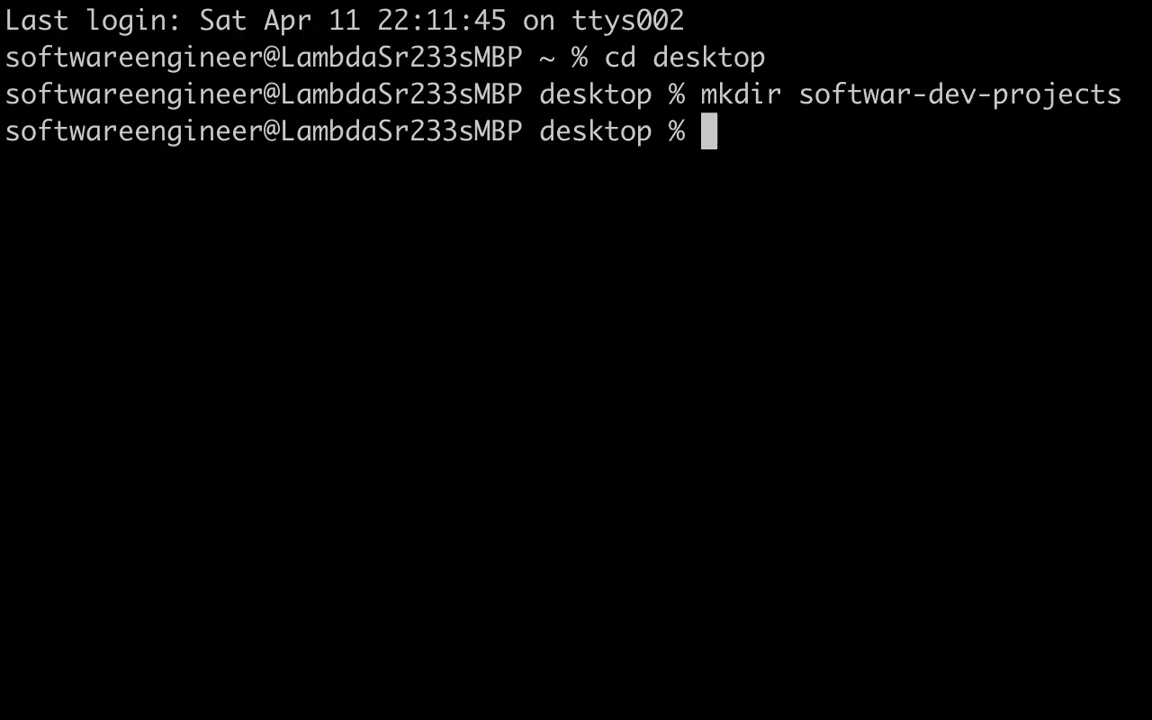 Last login: Sat Apr 11 22:11:45 on ttys002
softwareengineer@LambdaSr233sMBP ~ % cd desktop
softwareengineer@LambdaSr233sMBP desktop % mkdir softwar-dev-projects
softwareengineer@LambdaSr233sMBP desktop %